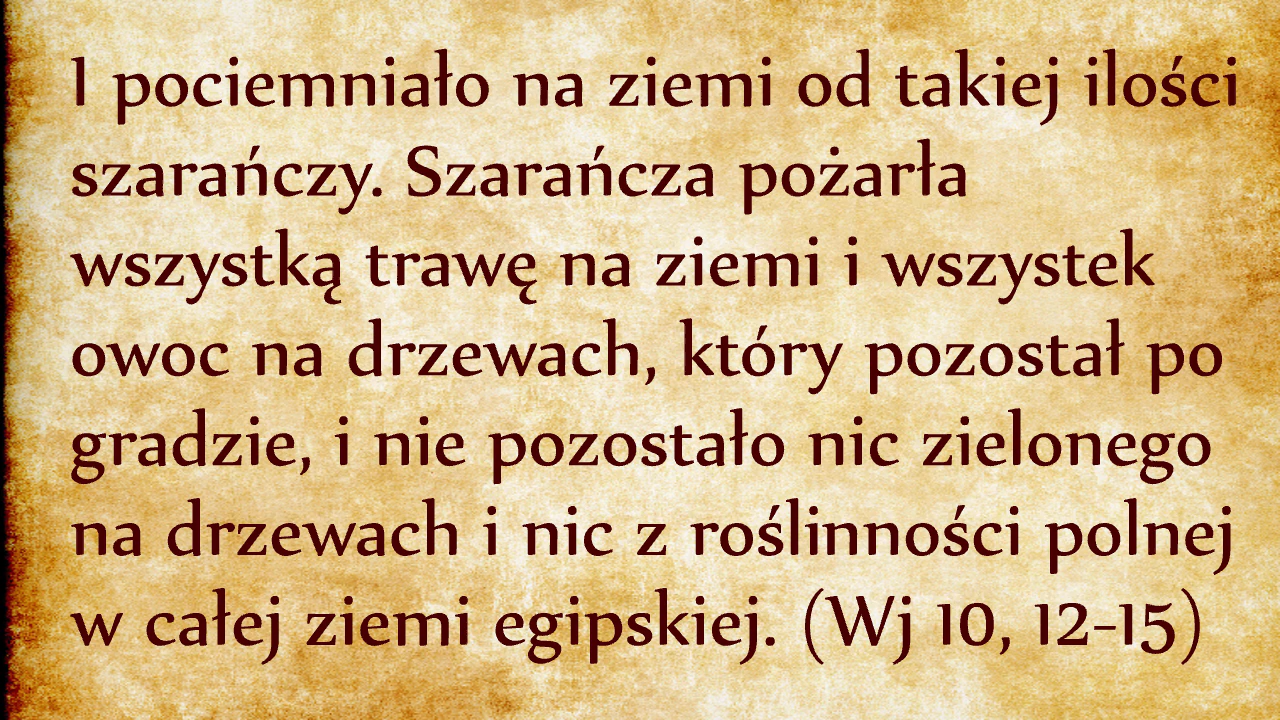 I pociemniało na ziemi od takiej ilości
szarańczy. Szarańcza pożarła
wszystką trawę na ziemi i wszystek
owoc na drzewach, który pozostał po
gradzie, i nie pozostało nic zielonego
na drzewach i nic z roślinności polnej
w całej ziemi egipskiej. (Wj 10, 12-15)